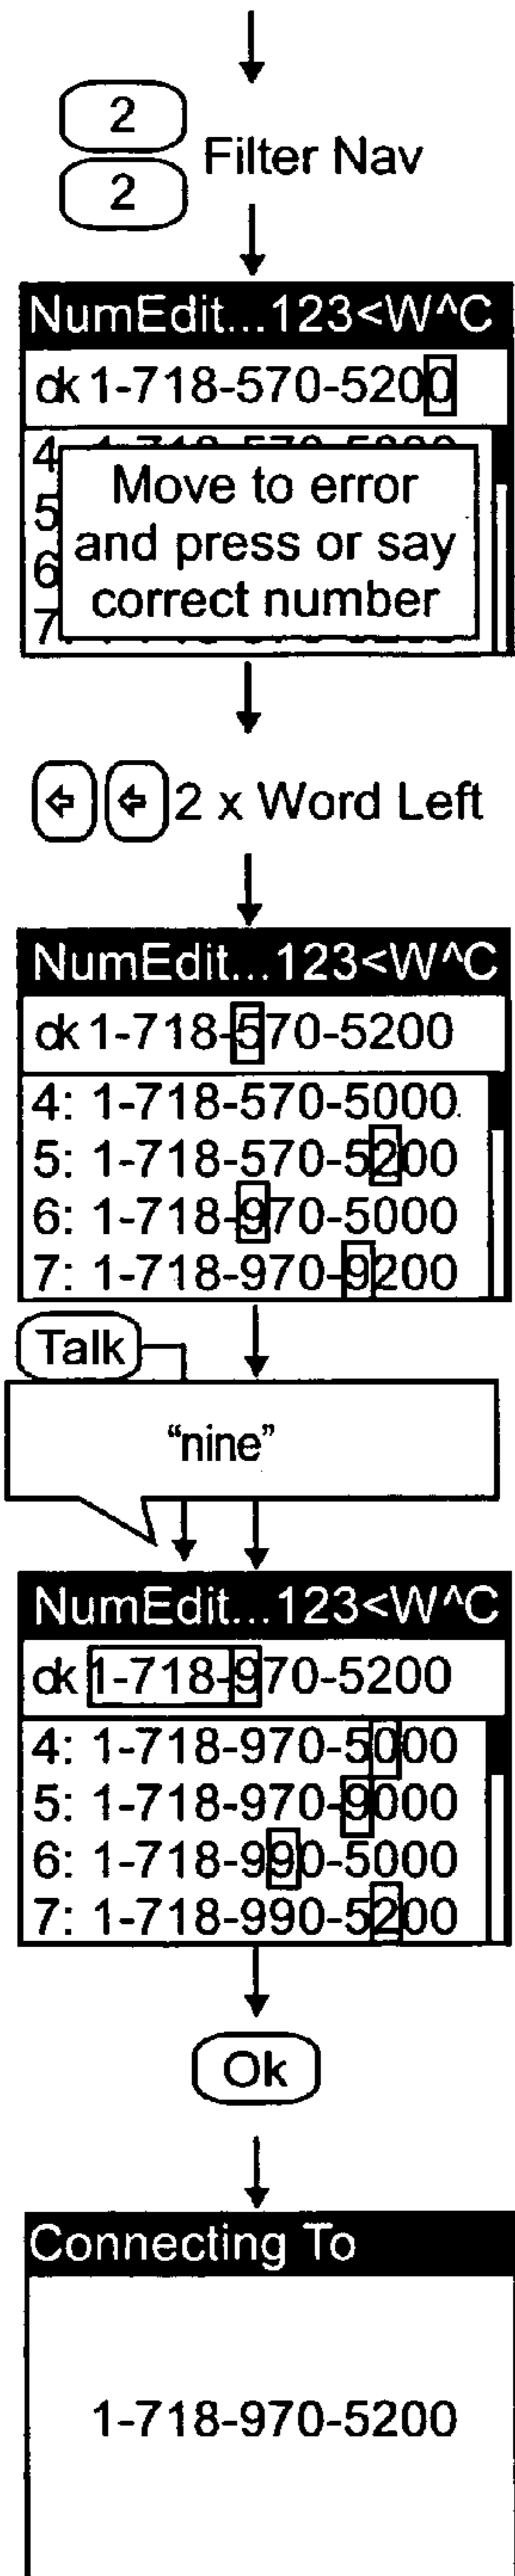 2
2
Filter Nav
NumEdit...123<W^C
ok 1-718-570-5200
4
5
6
7
Move to error
and press or say
correct number
2 x Word Left
NumEdit...123<W^C
ok 1-718-570-5200
4: 1-718-570-5000
5: 1-718-570-5200
6: 1-718-970-5000
7: 1-718-970-9200
Talk
“nine”
NumEdit...123<W^C
ok 1-718-970-5200
4: 1-718-970-5000
5: 1-718-970-9000
6: 1-718-990-5000
7: 1-718-990-5200
Ok
Connecting To
1-718-970-5200